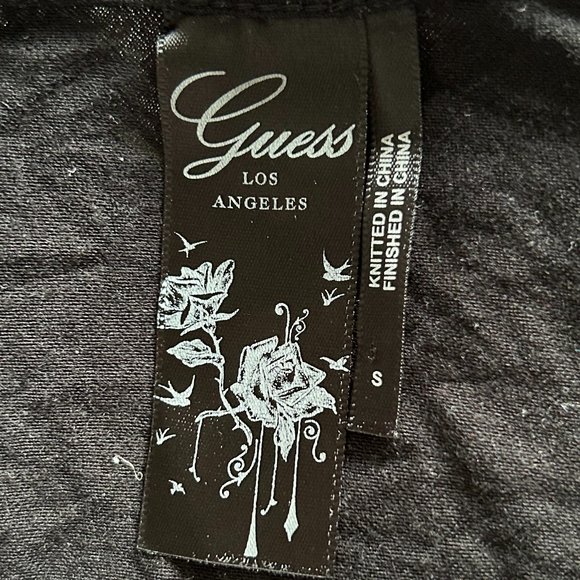 Guess
LOS
ANGELES
KNITTED IN CHINA
FINISHED IN CHINA
S